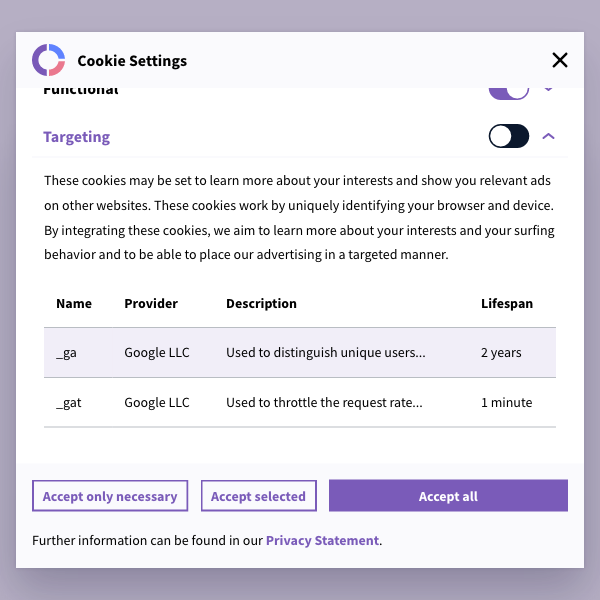 Cookie Settings
Functional
Targeting
These cookies may be set to learn more about your interests and show you relevant ads
on other websites. These cookies work by uniquely identifying your browser and device.
By integrating these cookies, we aim to learn more about your interests and your surfing
behavior and to be able to place our advertising in a targeted manner.
Name Provider Description Lifespan
_ga Google LLC Used to distinguish unique users... 2 years
_gat Google LLC Used to throttle the request rate... 1 minute
Accept only necessary Accept selected Accept all
Further information can be found in our Privacy Statement.